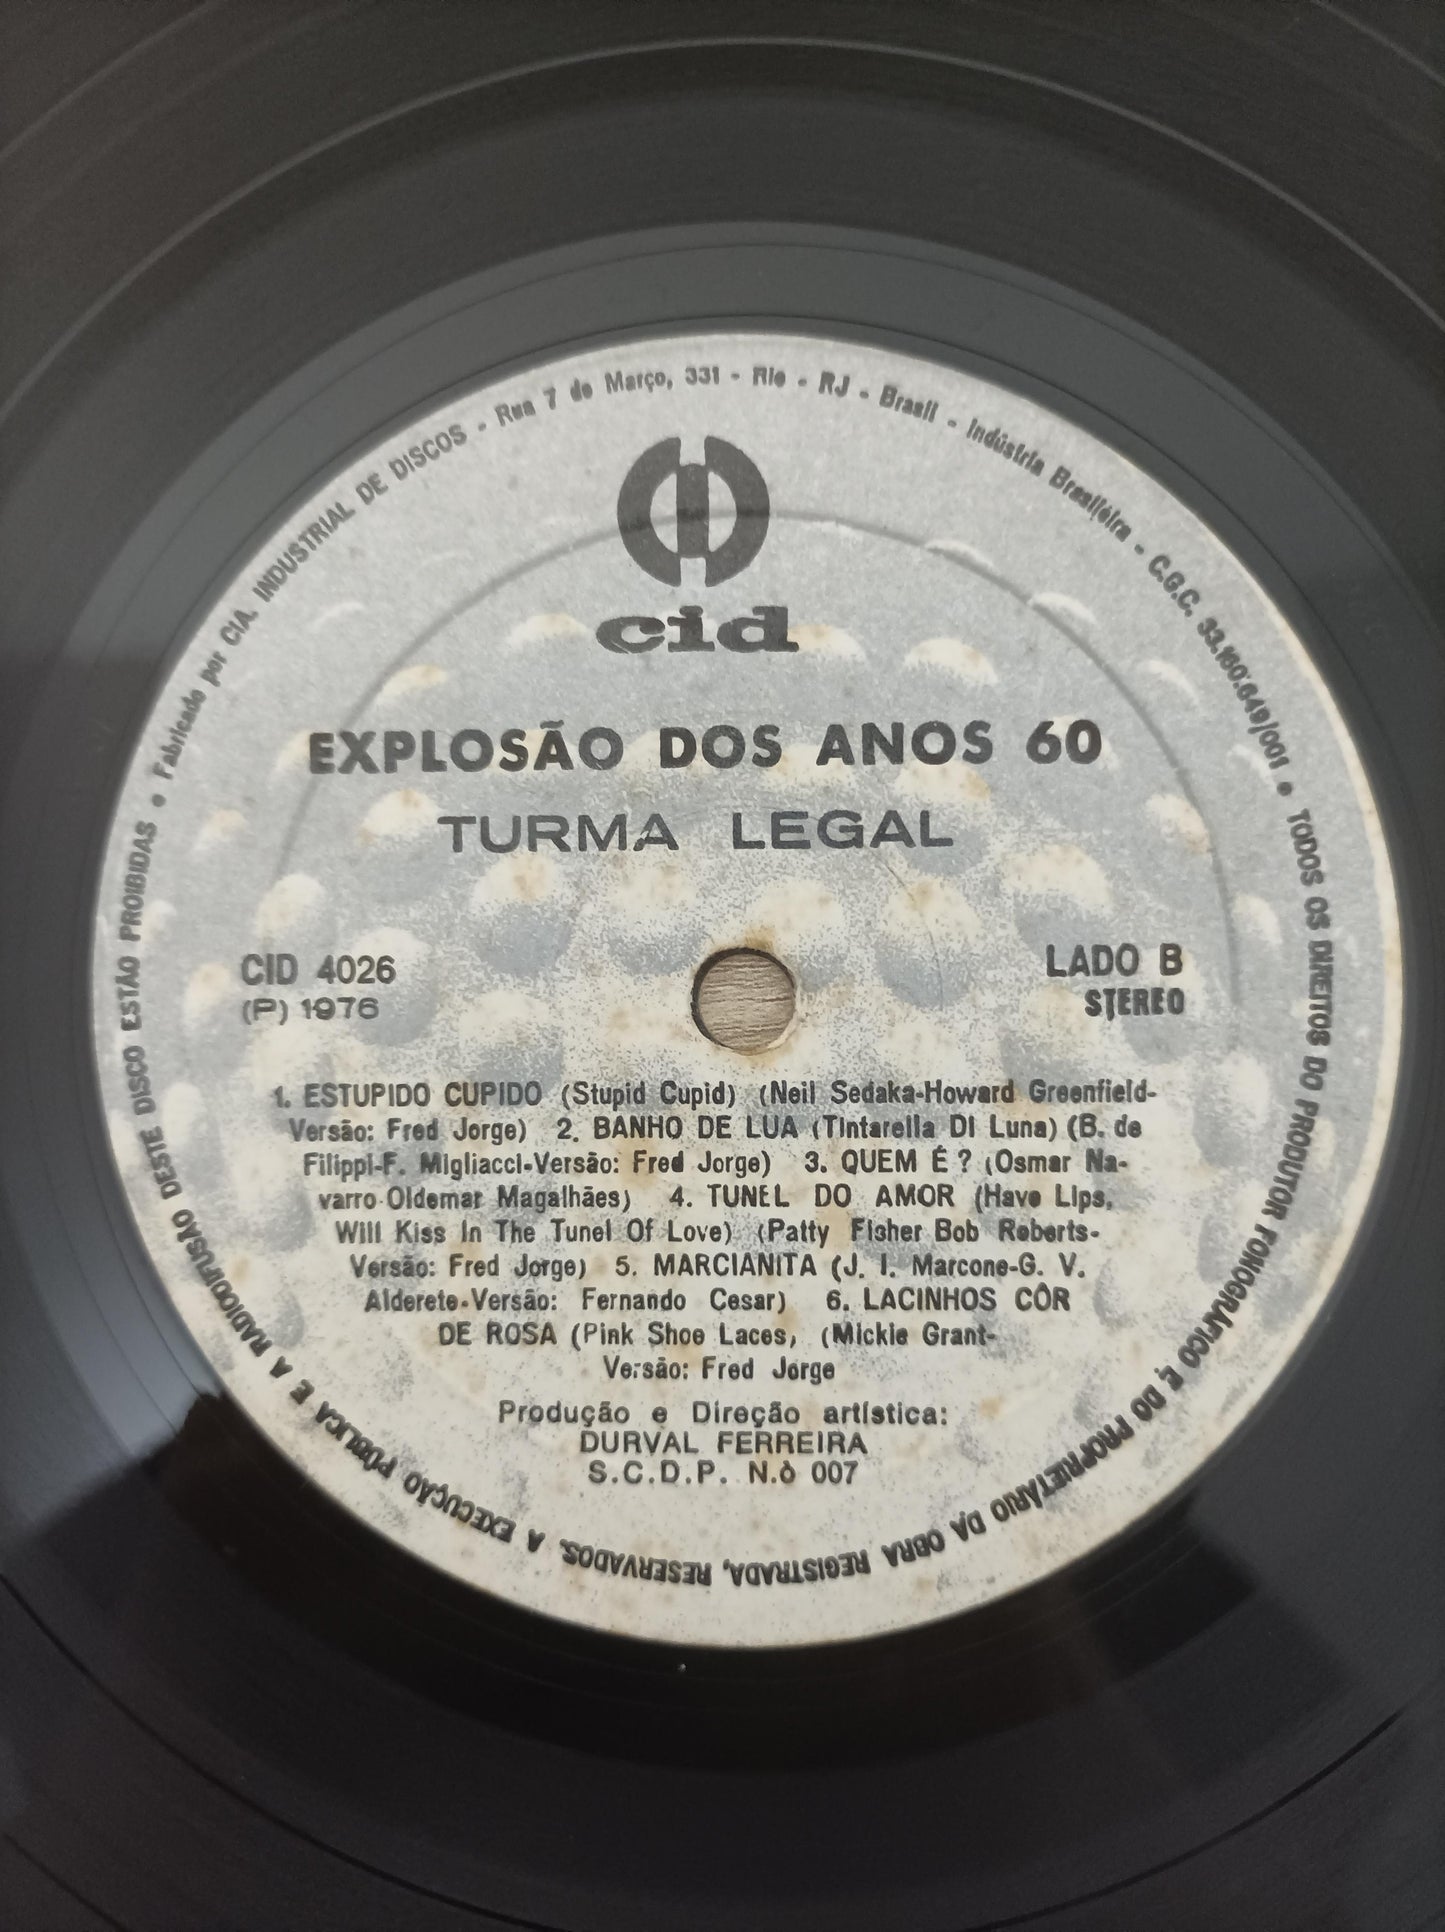 Fabricado por CIA. INDUSTRIAL DE DISCOS - Rua 7 de Março, 331 - Rio - RJ - Brasil - Indústria Brasileira - C.G.C. 33.160.649/001 • TODOS OS DIREITOS DO PRODUTOR FONOGRÁFICO E DO PROPRIETÁRIO DA OBRA REGISTRADA, RESERVADOS. A EXECUÇÃO PÚBLICA E A RADIODIFUSÃO DESTE DISCO ESTÃO PROIBIDAS •
cid
EXPLOSÃO DOS ANOS 60
TURMA LEGAL
CID 4026
(P) 1976
LADO B
STEREO
1. ESTUPIDO CUPIDO (Stupid Cupid) (Neil Sedaka-Howard Greenfield-
Versão: Fred Jorge) 2. BANHO DE LUA (Tintarella Di Luna) (B. de
Filippi-F. Migliacci-Versão: Fred Jorge) 3. QUEM É ? (Osmar Na-
varro-Oldemar Magalhães) 4. TUNEL DO AMOR (Have Lips,
Will Kiss In The Tunel Of Love) (Patty Fisher Bob Roberts-
Versão: Fred Jorge) 5. MARCIANITA (J. I. Marcone-G. V.
Alderete-Versão: Fernando Cesar) 6. LACINHOS CÔR
DE ROSA (Pink Shoe Laces, (Mickie Grant-
Versão: Fred Jorge
Produção e Direção artística:
DURVAL FERREIRA
S.C.D.P. N.ò 007